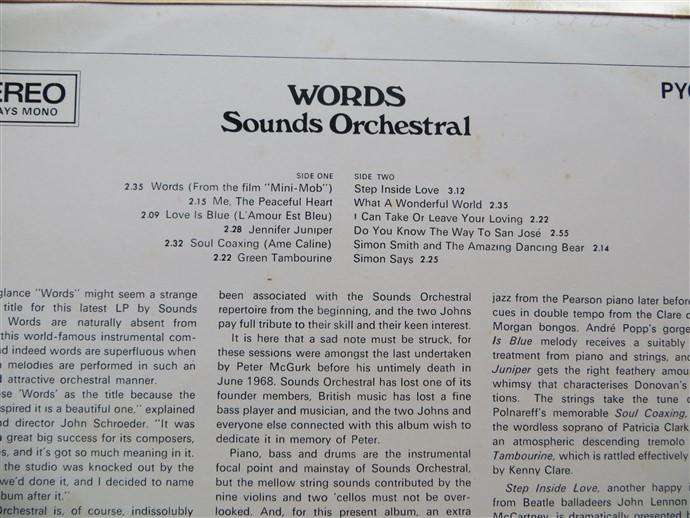 EREO
AYS MONO
WORDS
Sounds Orchestral
PY
SIDE ONE
2.35 Words (From the film "Mini-Mob")
2.15 Me, The Peaceful Heart
2.09 Love Is Blue (L'Amour Est Bleu)
2.28 Jennifer Juniper
2.32 Soul Coaxing (Ame Caline)
2.22 Green Tambourine
SIDE TWO
Step Inside Love 3.12
What A Wonderful World 2.35
I Can Take Or Leave Your Loving 2.22
Do You Know The Way To San José 2.55
Simon Smith and The Amazing Dancing Bear 2.14
Simon Says 2.25
glance "Words" might seem a strange
title for this latest LP by Sounds
Words are naturally absent from
this world-famous instrumental com-
nd indeed words are superfluous when
melodies are performed in such an
d attractive orchestral manner.
ose 'Words' as the title because the
spired it is a beautiful one," explained
nd director John Schroeder. "It was
a great big success for its composers,
es, and it's got so much meaning in it.
the studio was knocked out by the
we'd done it, and I decided to name
lbum after it."
Orchestral is, of course, indissolubly
been associated with the Sounds Orchestral
repertoire from the beginning, and the two Johns
pay full tribute to their skill and their keen interest.
It is here that a sad note must be struck, for
these sessions were amongst the last undertaken
by Peter McGurk before his untimely death in
June 1968. Sounds Orchestral has lost one of its
founder members, British music has lost a fine
bass player and musician, and the two Johns and
everyone else connected with this album wish to
dedicate it in memory of Peter.
Piano, bass and drums are the instrumental
focal point and mainstay of Sounds Orchestral,
but the mellow string sounds contributed by the
nine violins and two 'cellos must not be over-
looked. And, for this present album, an extra
jazz from the Pearson piano later before
cues in double tempo from the Clare d
Morgan bongos. André Popp's gorge
Is Blue melody receives a suitably
treatment from piano and strings, and
Juniper gets the right feathery amou
whimsy that characterises Donovan's
tions. The strings take the tune o
Polnareff's memorable Soul Coaxing,
the wordless soprano of Patricia Clark
an atmospheric descending tremolo
Tambourine, which is rattled effectively
by Kenny Clare.
Step Inside Love, another happy i
from Beatle balladeers John Lennon
McCartney, is dramatically presented b